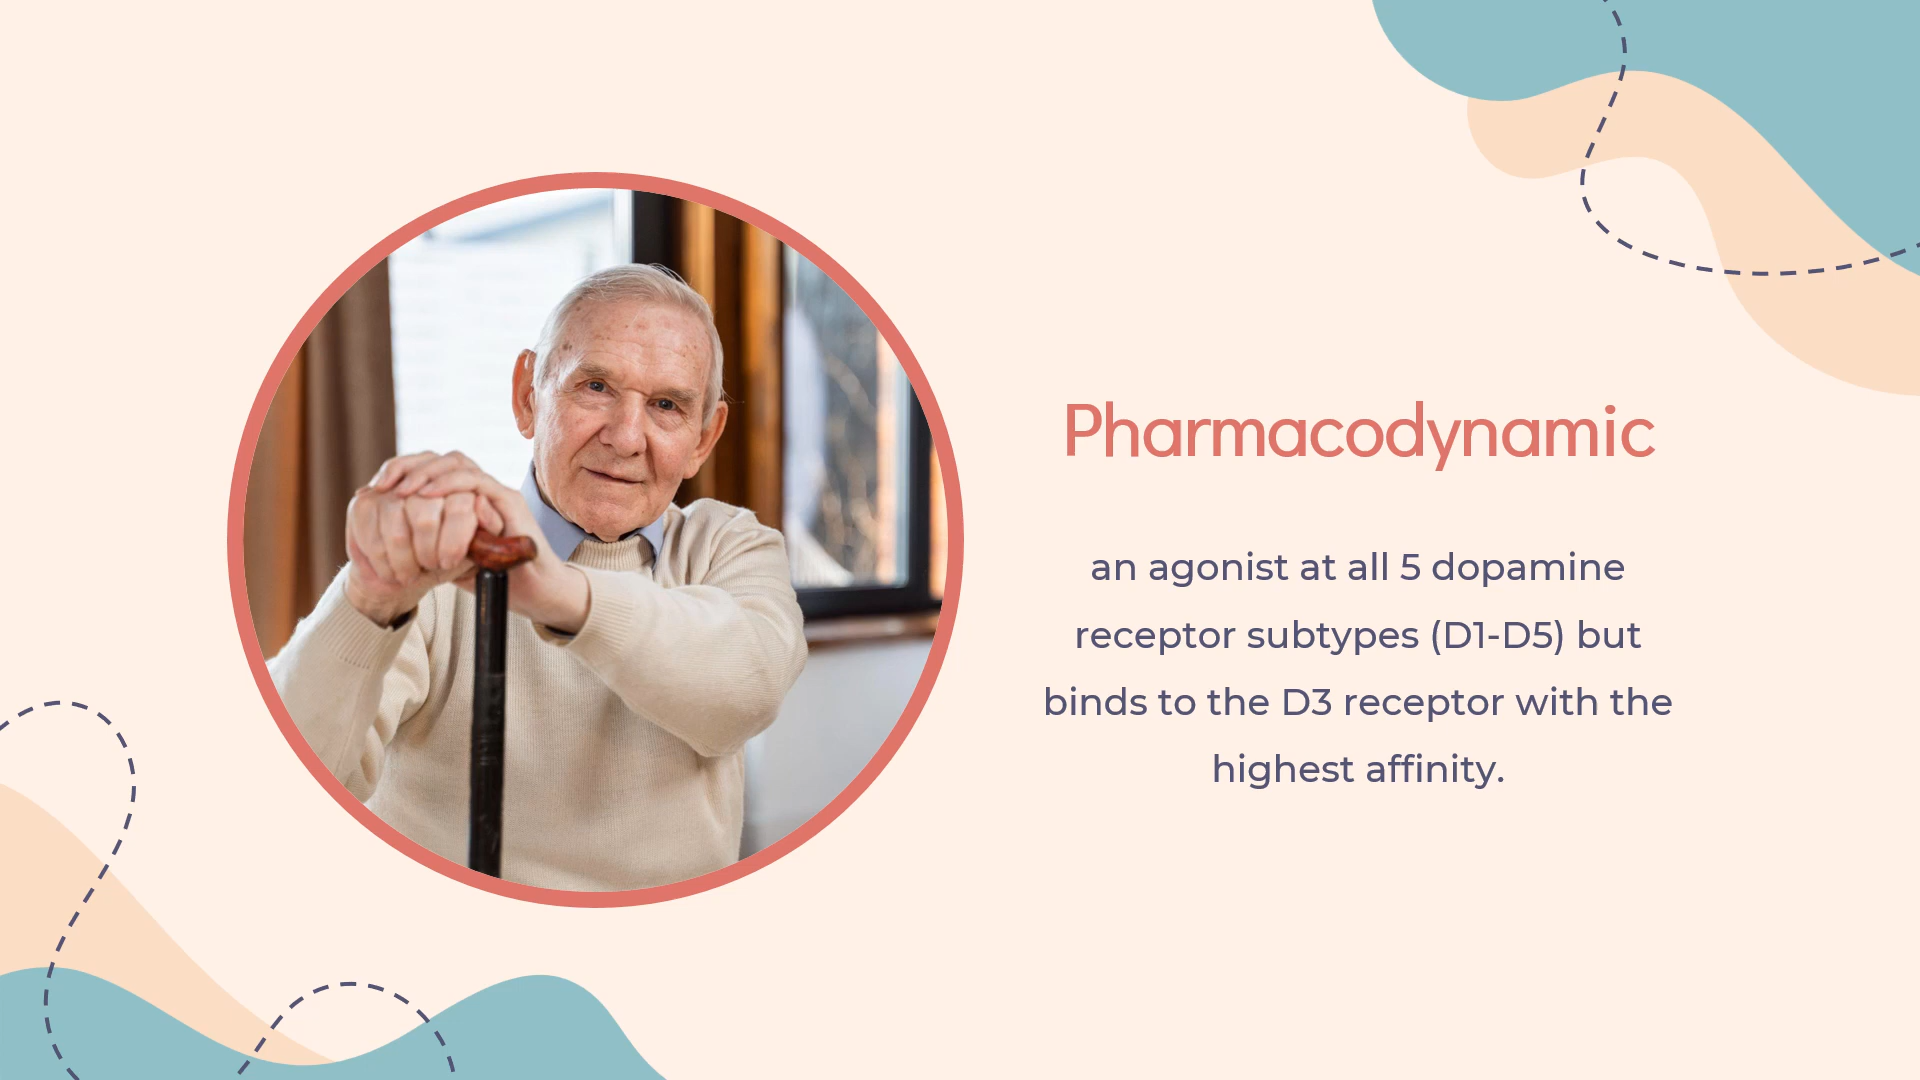 Pharmacodynamic
an agonist at all 5 dopamine
receptor subtypes (D1-D5) but
binds to the D3 receptor with the
highest affinity.